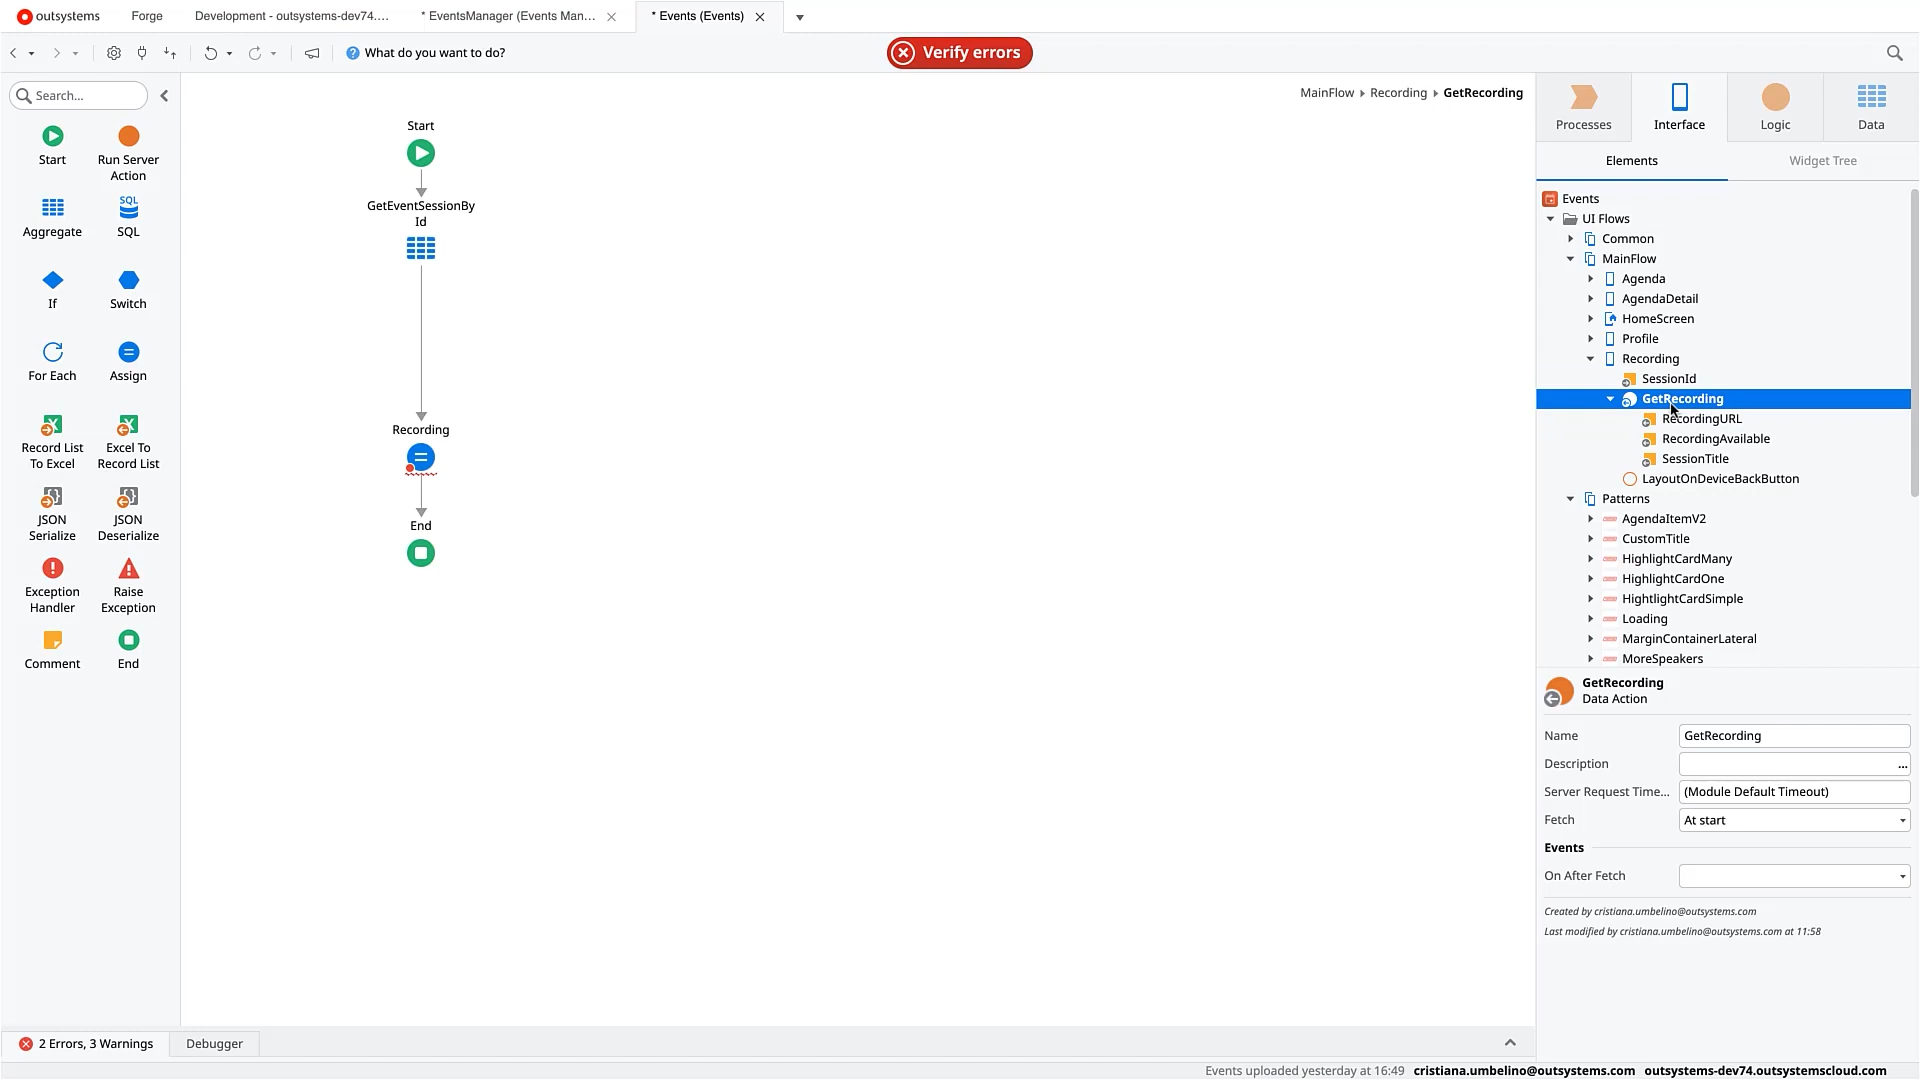 outsystems
Forge
Development - outsystems-dev74....
* EventsManager (Events Man...
* Events (Events)
What do you want to do?
Verify errors
Search...
Start
Run Server
Action
Aggregate
SQL
SQL
If
Switch
For Each
Assign
Record List
To Excel
Excel To
Record List
JSON
Serialize
JSON
Deserialize
Exception
Handler
Raise
Exception
Comment
End
MainFlow
Recording
GetRecording
Start
GetEventSessionBy
Id
Recording
End
Processes
Interface
Logic
Data
Elements
Widget Tree
Events
UI Flows
Common
MainFlow
Agenda
AgendaDetail
HomeScreen
Profile
Recording
SessionId
GetRecording
RecordingURL
RecordingAvailable
SessionTitle
LayoutOnDeviceBackButton
Patterns
AgendaItemV2
CustomTitle
HighlightCardMany
HighlightCardOne
HightlightCardSimple
Loading
MarginContainerLateral
MoreSpeakers
GetRecording
Data Action
Name
GetRecording
Description
...
Server Request Time...
(Module Default Timeout)
Fetch
At start
Events
On After Fetch
Created by cristiana.umbelino@outsystems.com
Last modified by cristiana.umbelino@outsystems.com at 11:58
2 Errors, 3 Warnings
Debugger
Events uploaded yesterday at 16:49
cristiana.umbelino@outsystems.com
outsystems-dev74.outsystemscloud.com